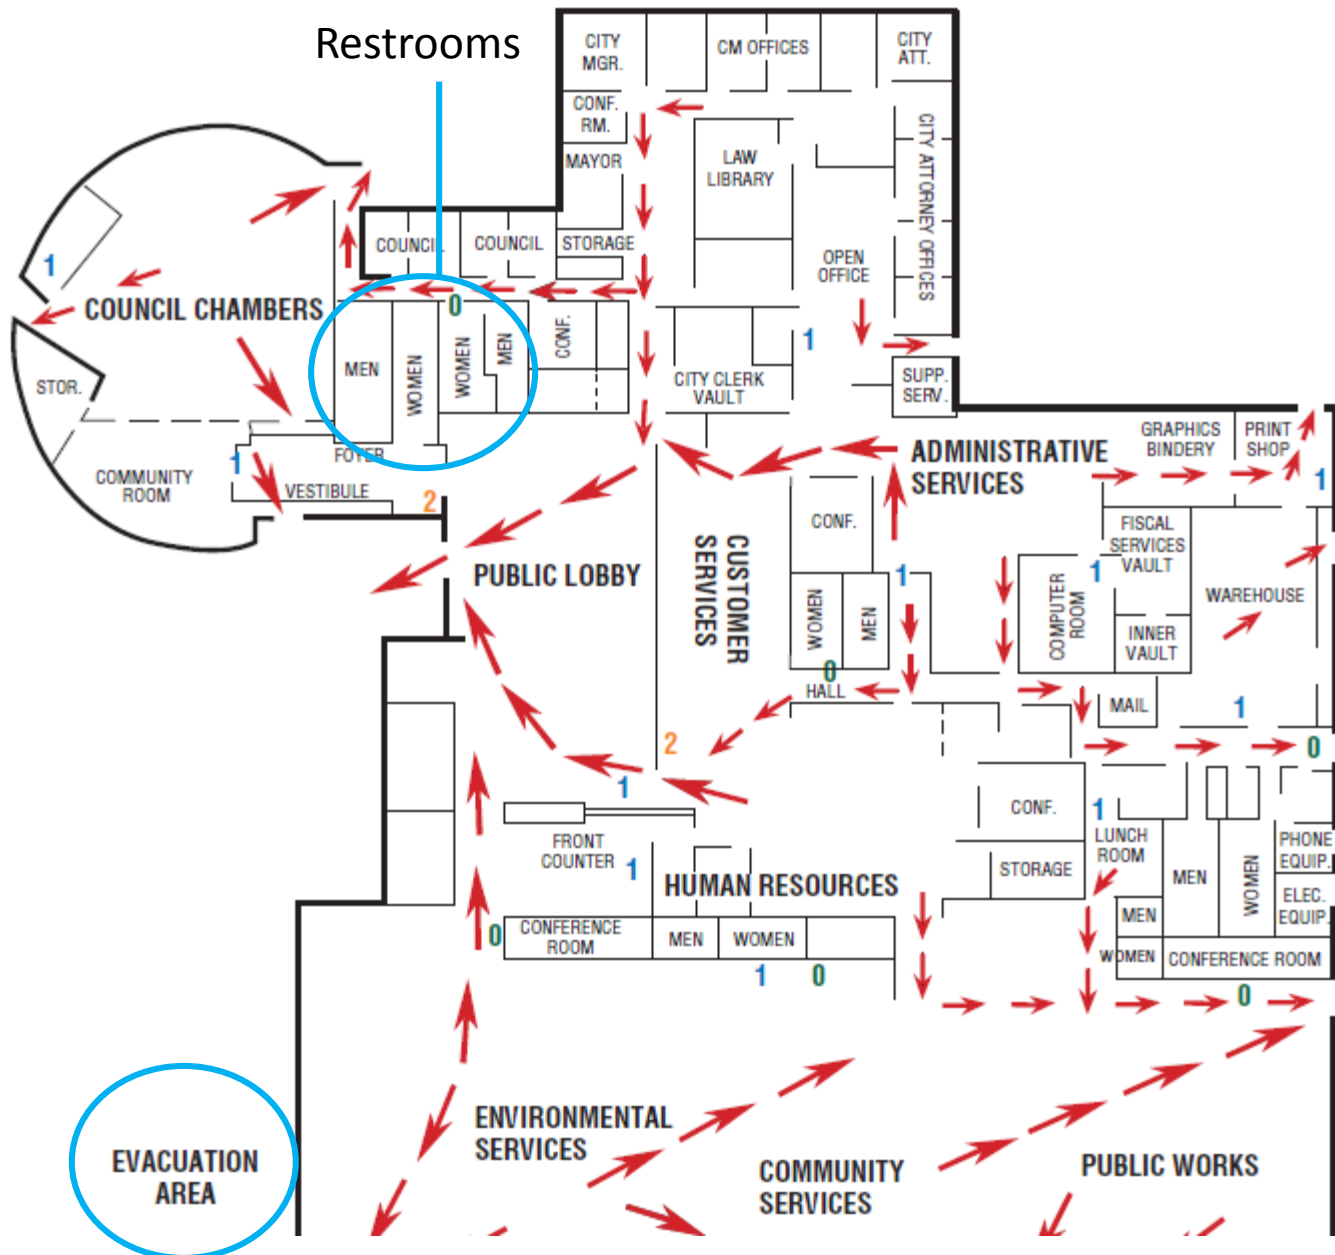 Restrooms
CITY
MGR.
CM OFFICES
CITY
ATT.
CONF.
RM.
LAW
LIBRARY
CITY ATTORNEY OFFICES
MAYOR
COUNCIL
COUNCIL
STORAGE
OPEN
OFFICE
1
COUNCIL CHAMBERS
0
MEN
WOMEN
WOMEN
MEN
CONF.
1
STOR.
CITY CLERK
VAULT
SUPP.
SERV.
COMMUNITY
ROOM
1
FOYER
VESTIBULE
2
ADMINISTRATIVE
SERVICES
GRAPHICS
BINDERY
PRINT
SHOP
1
CONF.
FISCAL
SERVICES
VAULT
PUBLIC LOBBY
CUSTOMER
SERVICES
1
1
WOMEN
MEN
COMPUTER
ROOM
WAREHOUSE
INNER
VAULT
0
HALL
MAIL
1
2
0
1
FRONT
COUNTER
1
CONF.
1
LUNCH
ROOM
PHONE
EQUIP.
HUMAN RESOURCES
STORAGE
MEN
WOMEN
ELEC.
EQUIP.
MEN
0
CONFERENCE
ROOM
MEN
WOMEN
WOMEN
CONFERENCE ROOM
1
0
0
ENVIRONMENTAL
SERVICES
EVACUATION
AREA
COMMUNITY
SERVICES
PUBLIC WORKS